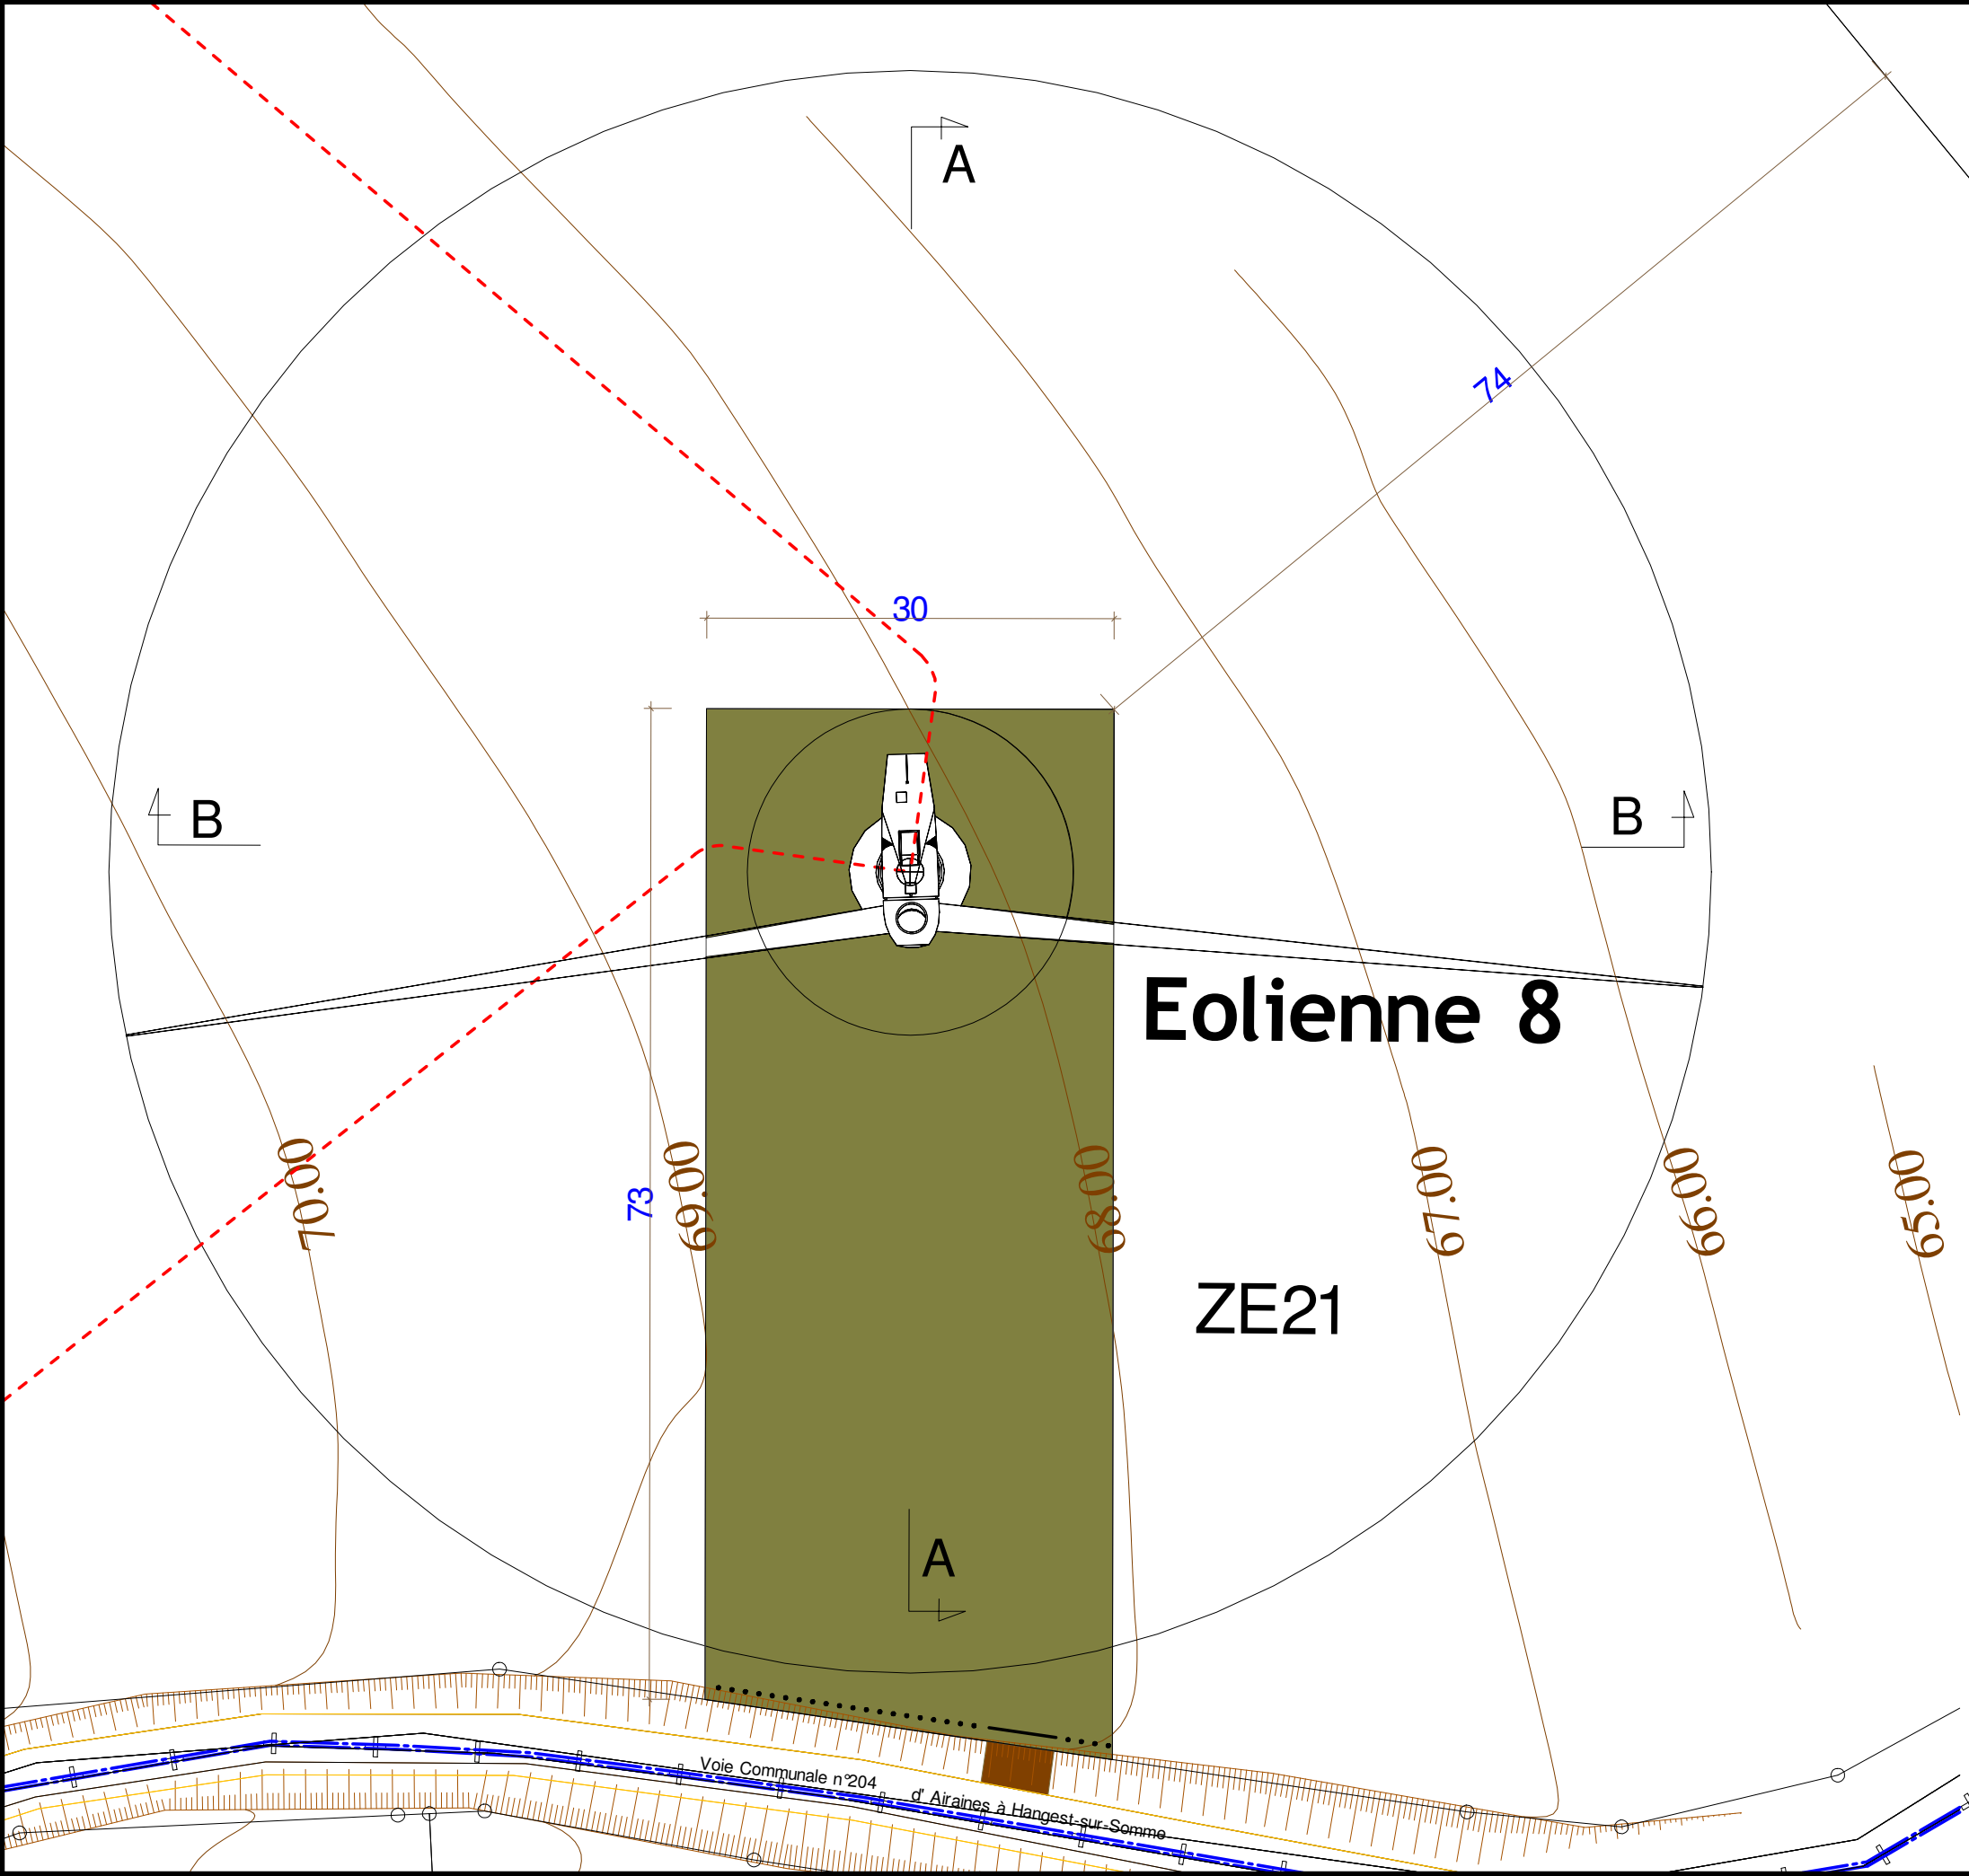 A
74
30
B
B
Eolienne 8
70.00
69.00
68.00
67.00
66.00
65.00
73
ZE21
A
Voie Communale n°204
d' Airaines à Hangest-sur-Somme